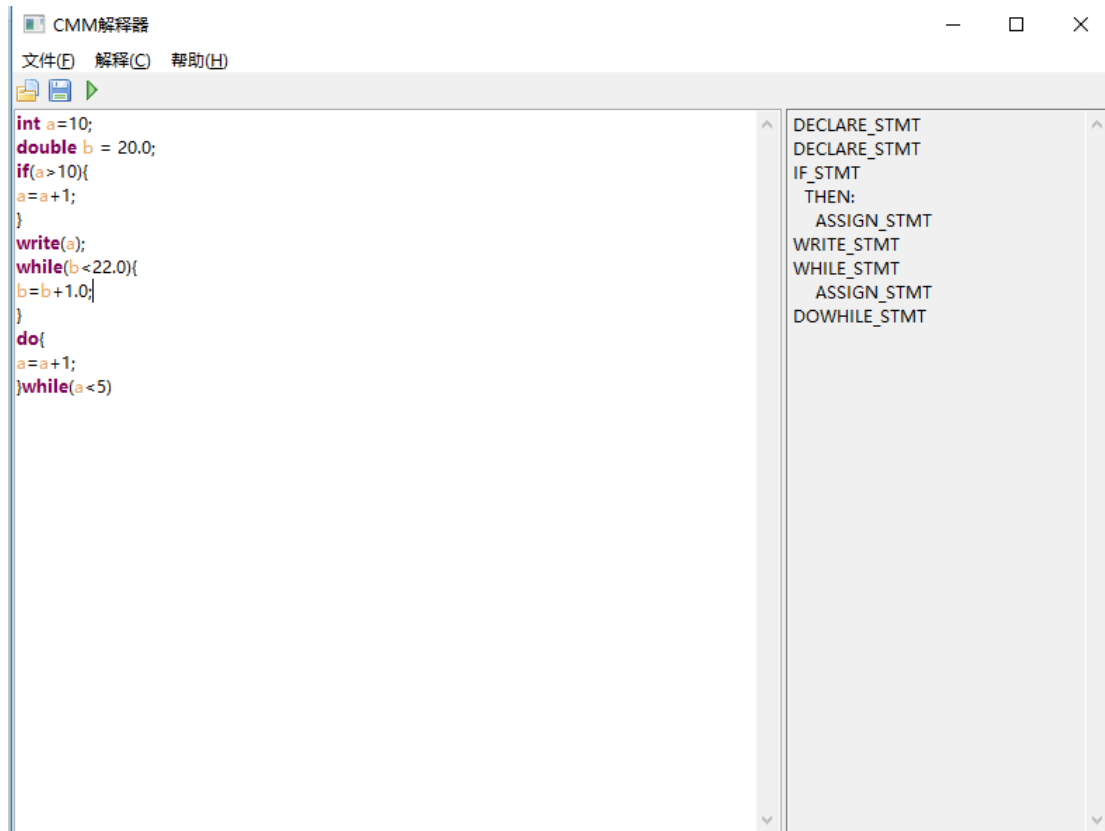 CMM解释器
文件(F) 解释(C) 帮助(H)
int a=10;
double b = 20.0;
if(a>10){
a=a+1;
}
write(a);
while(b<22.0){
b=b+1.0;
}
do{
a=a+1;
}while(a<5)
DECLARE_STMT
DECLARE_STMT
IF_STMT
THEN:
ASSIGN_STMT
WRITE_STMT
WHILE_STMT
ASSIGN_STMT
DOWHILE_STMT